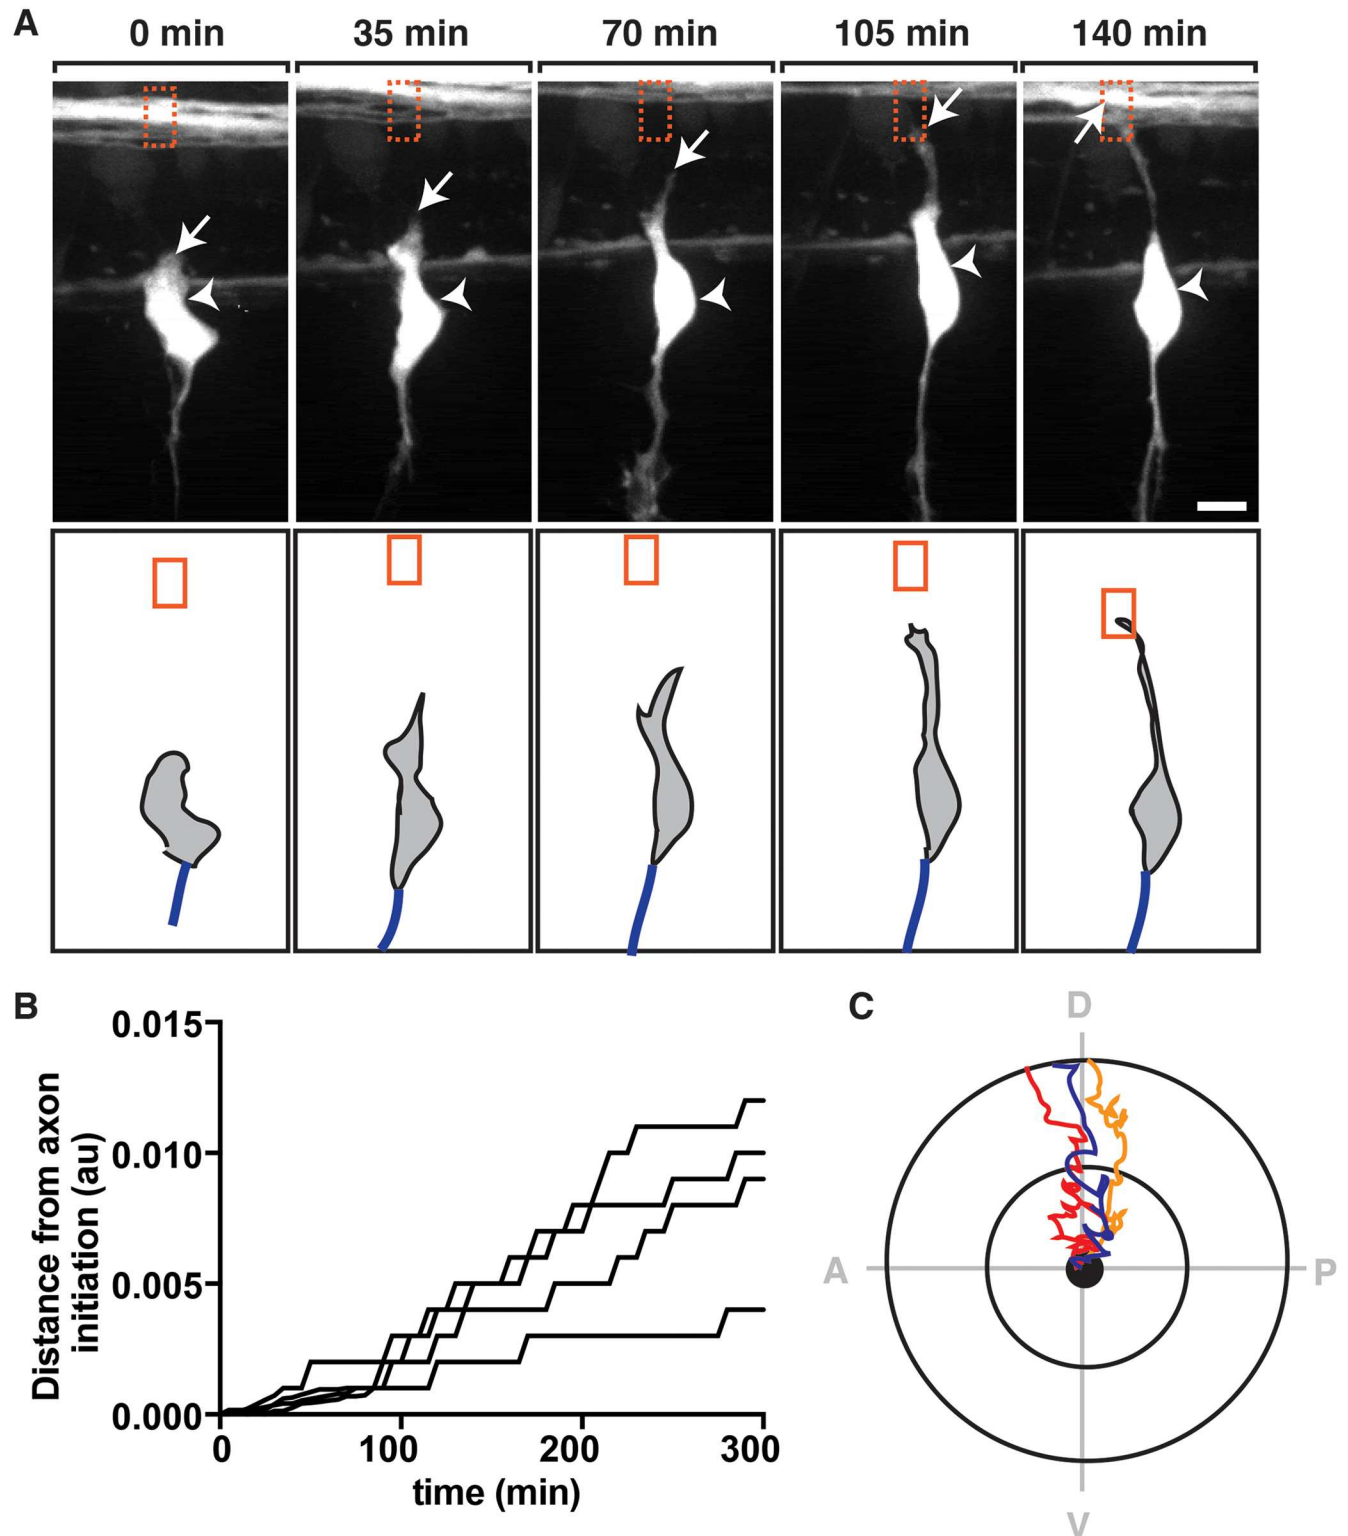 A
0 min 35 min 70 min 105 min 140 min
B
0.015
0.010
0.005
0.000
Distance from axon
initiation (au)
0 100 200 300
time (min)
C
D
A P
V